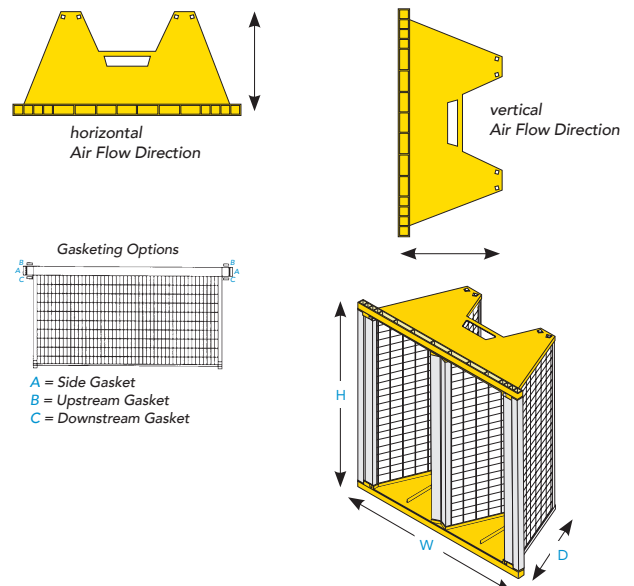 horizontal
Air Flow Direction
vertical
Air Flow Direction
Gasketing Options
B
A
C
B
A
C
A = Side Gasket
B = Upstream Gasket
C = Downstream Gasket
H
W
D